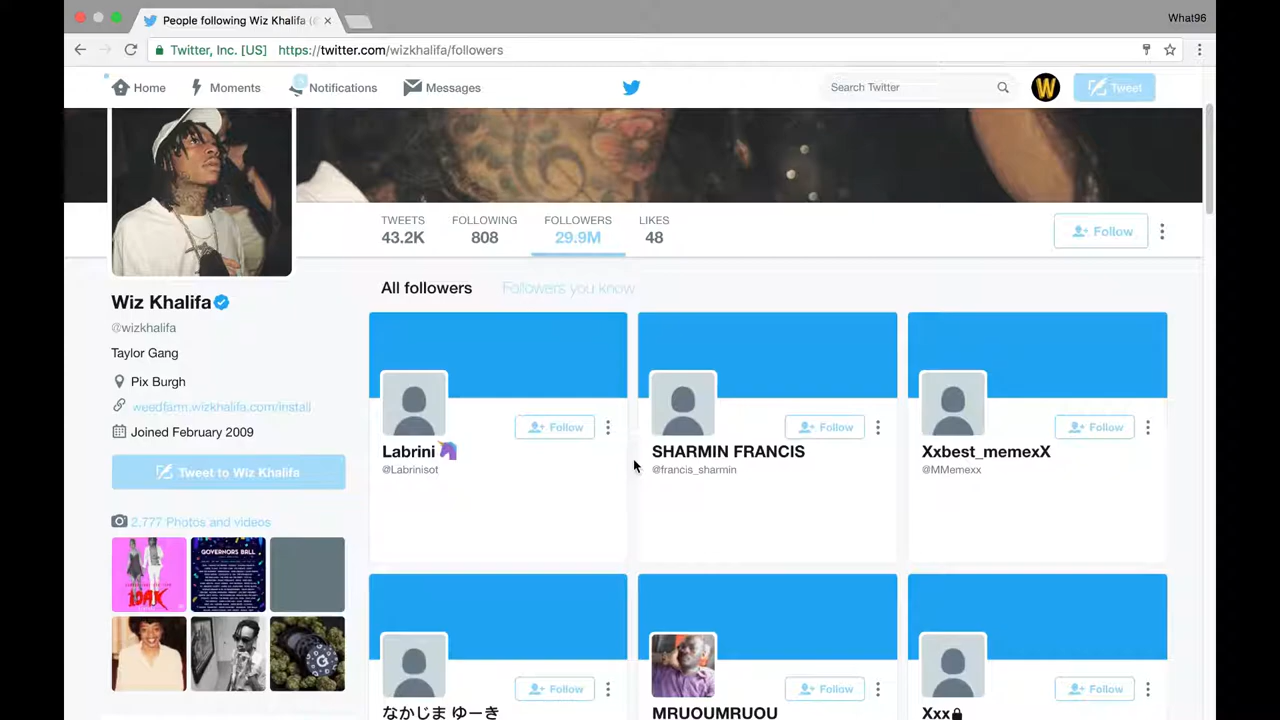 People following Wiz Khalifa (
What96
Twitter, Inc. [US] https://twitter.com/wizkhalifa/followers
Home Moments Notifications Messages Search Twitter W Tweet
TWEETS FOLLOWING FOLLOWERS LIKES
43.2K 808 29.9M 48
Follow
Wiz Khalifa
@wizkhalifa
Taylor Gang
Pix Burgh
weedfarm.wizkhalifa.com/install
Joined February 2009
Tweet to Wiz Khalifa
2,777 Photos and videos
GOVERNORS BALL
All followers Followers you know
Follow Follow Follow
Labrini SHARMIN FRANCIS Xxbest_memexX
@Labrinisot @francis_sharmin @MMemexx
Follow Follow Follow
なかじま ゆーき MRUOUMRUOU Xxx